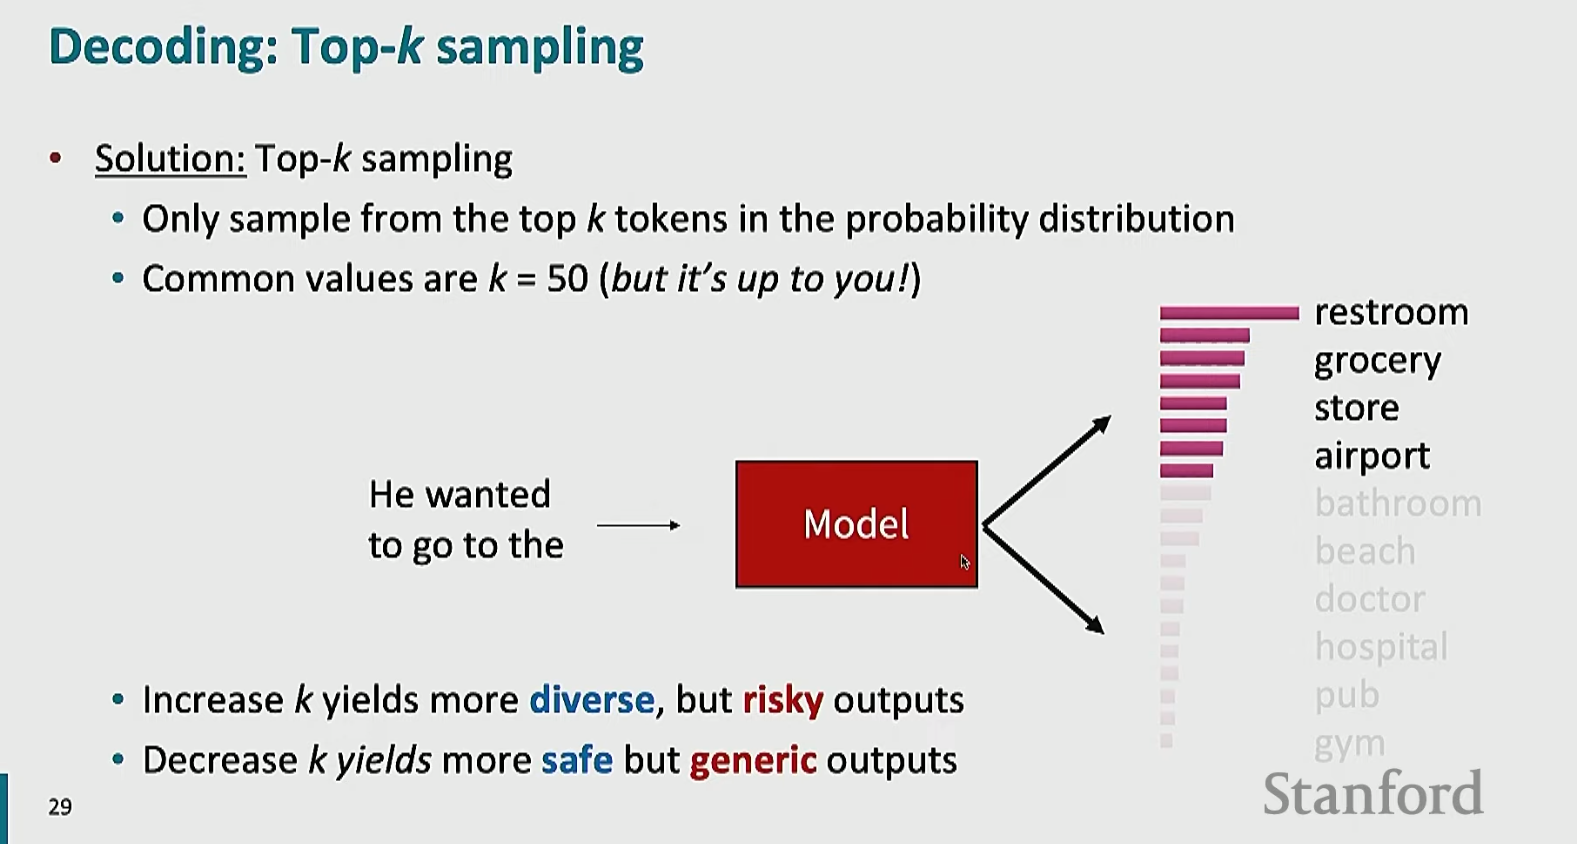 Decoding: Top-k sampling
• Solution: Top-k sampling
• Only sample from the top k tokens in the probability distribution
• Common values are k = 50 (but it's up to you!)
He wanted
to go to the
Model
restroom
grocery
store
airport
bathroom
beach
doctor
hospital
pub
gym
• Increase k yields more diverse, but risky outputs
• Decrease k yields more safe but generic outputs
29
Stanford